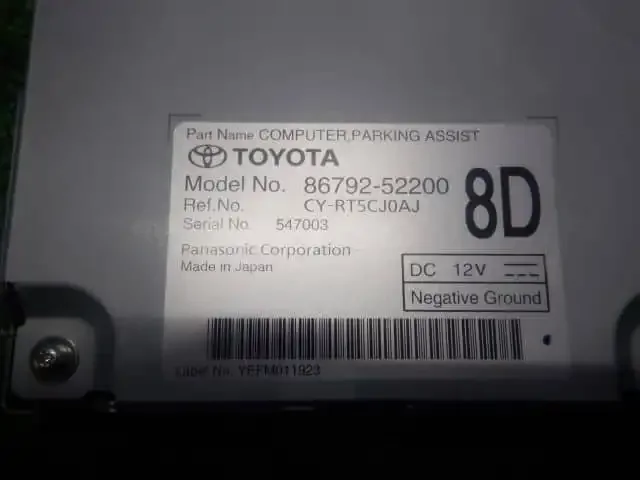 Part Name COMPUTER,PARKING ASSIST
TOYOTA
Model No. 86792-52200
8D
Ref.No. CY-RT5CJ0AJ
Serial No. 547003
Panasonic Corporation
Made in Japan
DC 12V
Negative Ground
Label No. YEFM011923